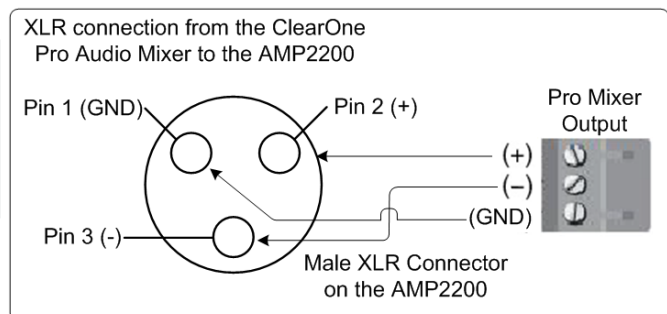 XLR connection from the ClearOne
Pro Audio Mixer to the AMP2200
Pin 1 (GND)
Pin 2 (+)
Pro Mixer
Output
(+)
(−)
(GND)
Pin 3 (-)
Male XLR Connector
on the AMP2200